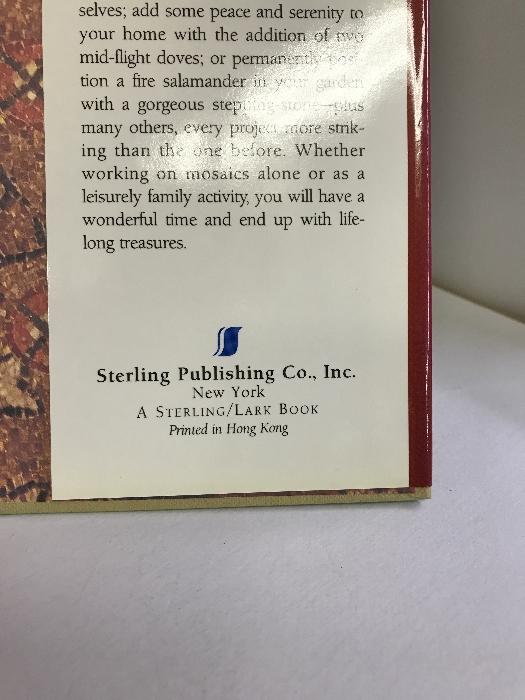 selves; add some peace and serenity to
your home with the addition of two
mid-flight doves; or permanently posi-
tion a fire salamander in your garden
with a gorgeous stepping-stone—plus
many others, every project more strik-
ing than the one before. Whether
working on mosaics alone or as a
leisurely family activity, you will have a
wonderful time and end up with life-
long treasures.
Sterling Publishing Co., Inc.
New York
A STERLING/LARK BOOK
Printed in Hong Kong